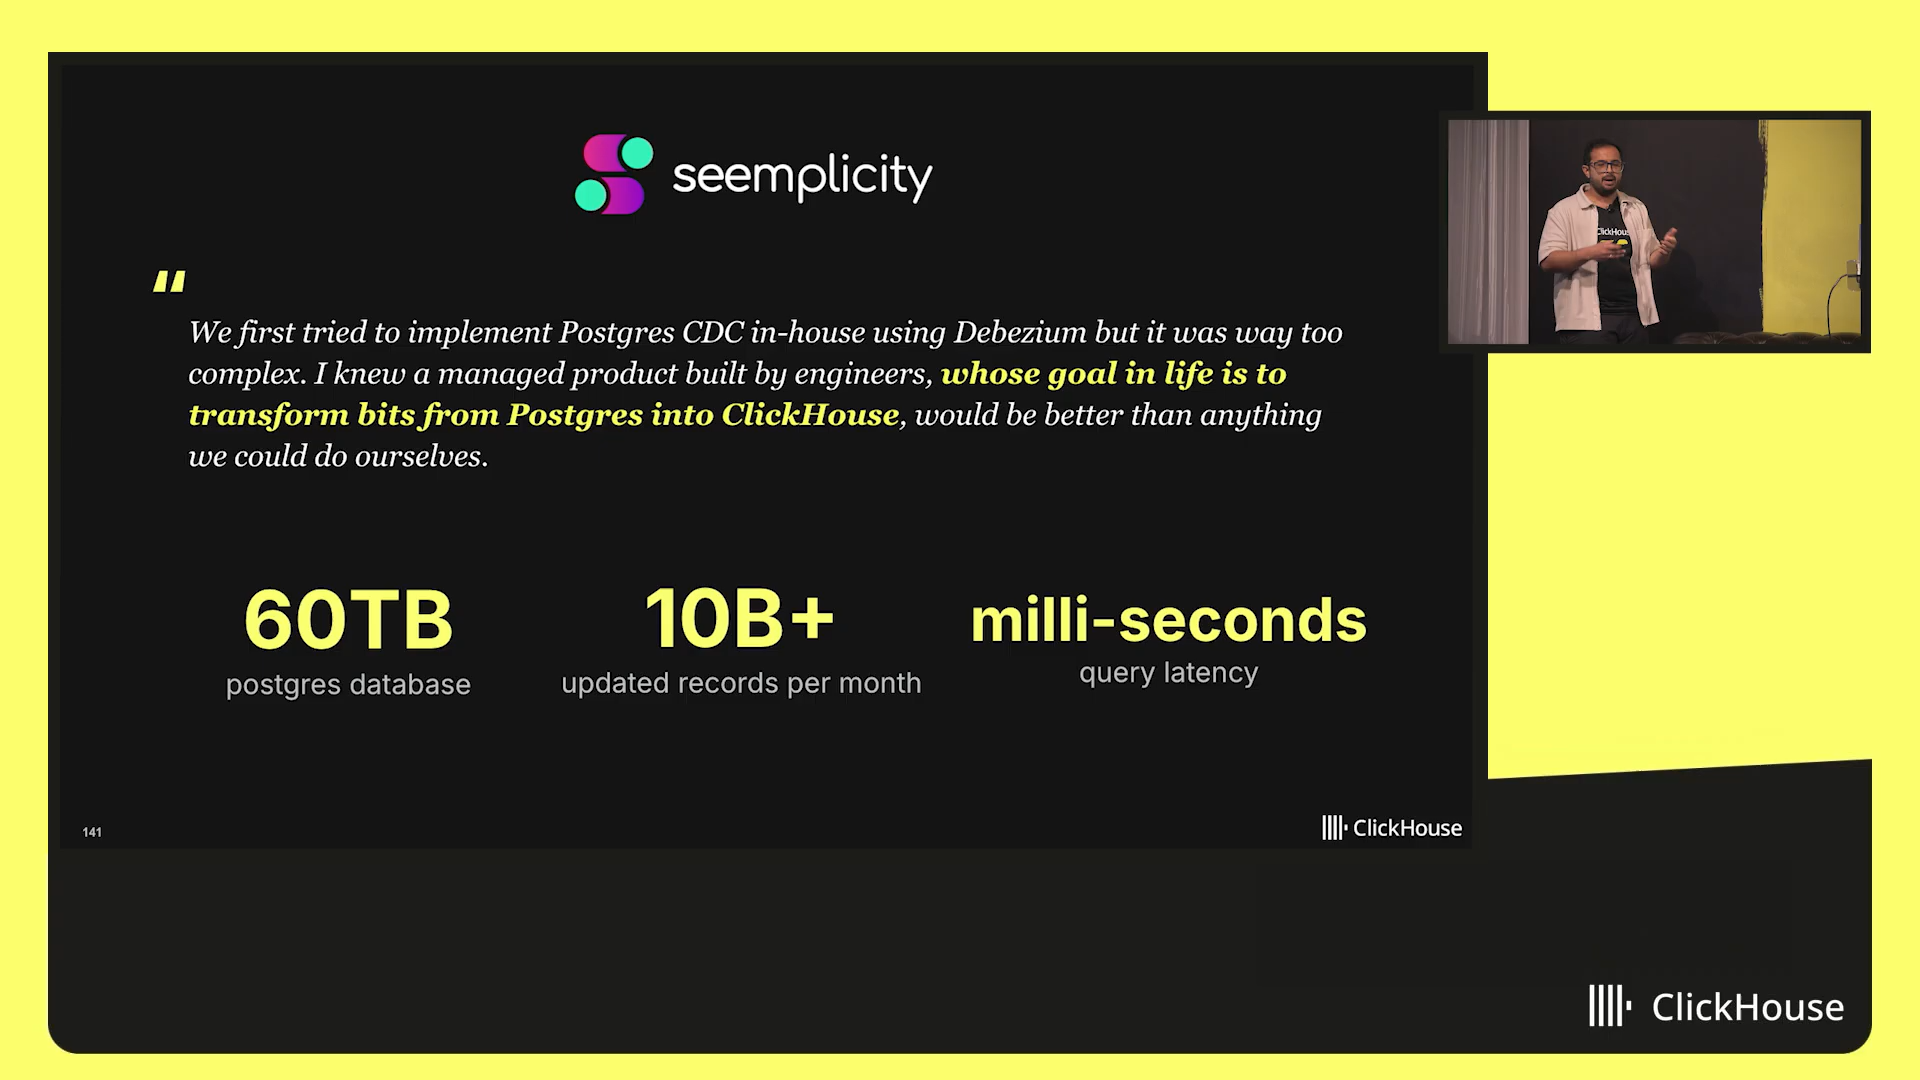 seemplicity
"
We first tried to implement Postgres CDC in-house using Debezium but it was way too
complex. I knew a managed product built by engineers, whose goal in life is to
transform bits from Postgres into ClickHouse, would be better than anything
we could do ourselves.
60TB
postgres database
10B+
updated records per month
milli-seconds
query latency
141
ClickHouse
ClickHouse
ClickHouse